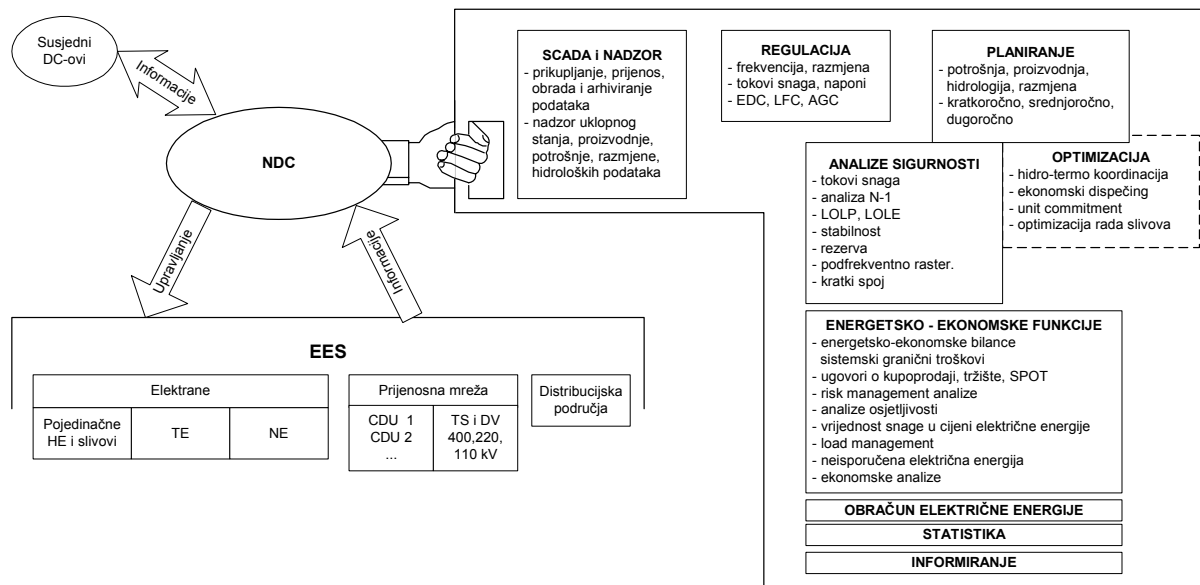 Susjedni
DC-ovi
Informacije
NDC
Upravljanje
Informacije
EES
Elektrane
Pojedinačne
HE i slivovi
TE
NE
Prijenosna mreža
CDU 1
CDU 2
...
TS i DV
400,220,
110 kV
Distribucijska
područja
SCADA i NADZOR
- prikupljanje, prijenos,
obrada i arhiviranje
podataka
- nadzor uklopnog
stanja, proizvodnje,
potrošnje, razmjene,
hidroloških podataka
REGULACIJA
- frekvencija, razmjena
- tokovi snaga, naponi
- EDC, LFC, AGC
PLANIRANJE
- potrošnja, proizvodnja,
hidrologija, razmjena
- kratkoročno, srednjoročno,
dugoročno
ANALIZE SIGURNOSTI
- tokovi snaga
- analiza N-1
- LOLP, LOLE
- stabilnost
- rezerva
- podfrekventno raster.
- kratki spoj
OPTIMIZACIJA
- hidro-termo koordinacija
- ekonomski dispečing
- unit commitment
- optimizacija rada slivova
ENERGETSKO - EKONOMSKE FUNKCIJE
- energetsko-ekonomske bilance
sistemski granični troškovi
- ugovori o kupoprodaji, tržište, SPOT
- risk management analize
- analize osjetljivosti
- vrijednost snage u cijeni električne energije
- load management
- neisporučena električna energija
- ekonomske analize
OBRAČUN ELEKTRIČNE ENERGIJE
STATISTIKA
INFORMIRANJE